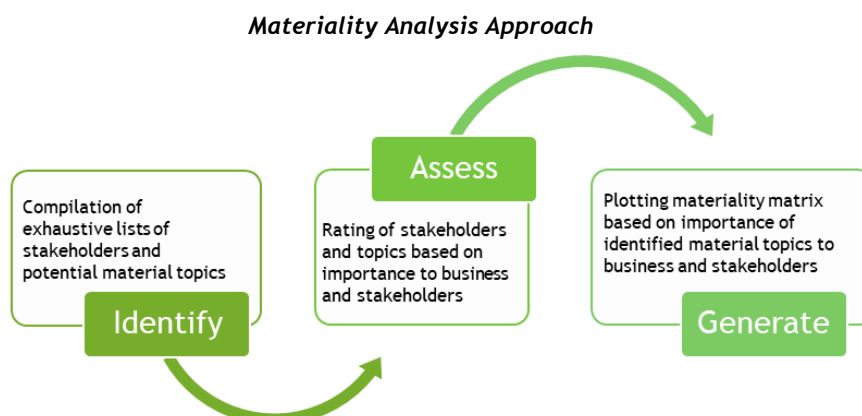 Materiality Analysis Approach
Compilation of
exhaustive lists of
stakeholders and
potential material topics
Identify
Assess
Rating of stakeholders
and topics based on
importance to business
and stakeholders
Plotting materiality matrix
based on importance of
identified material topics to
business and stakeholders
Generate